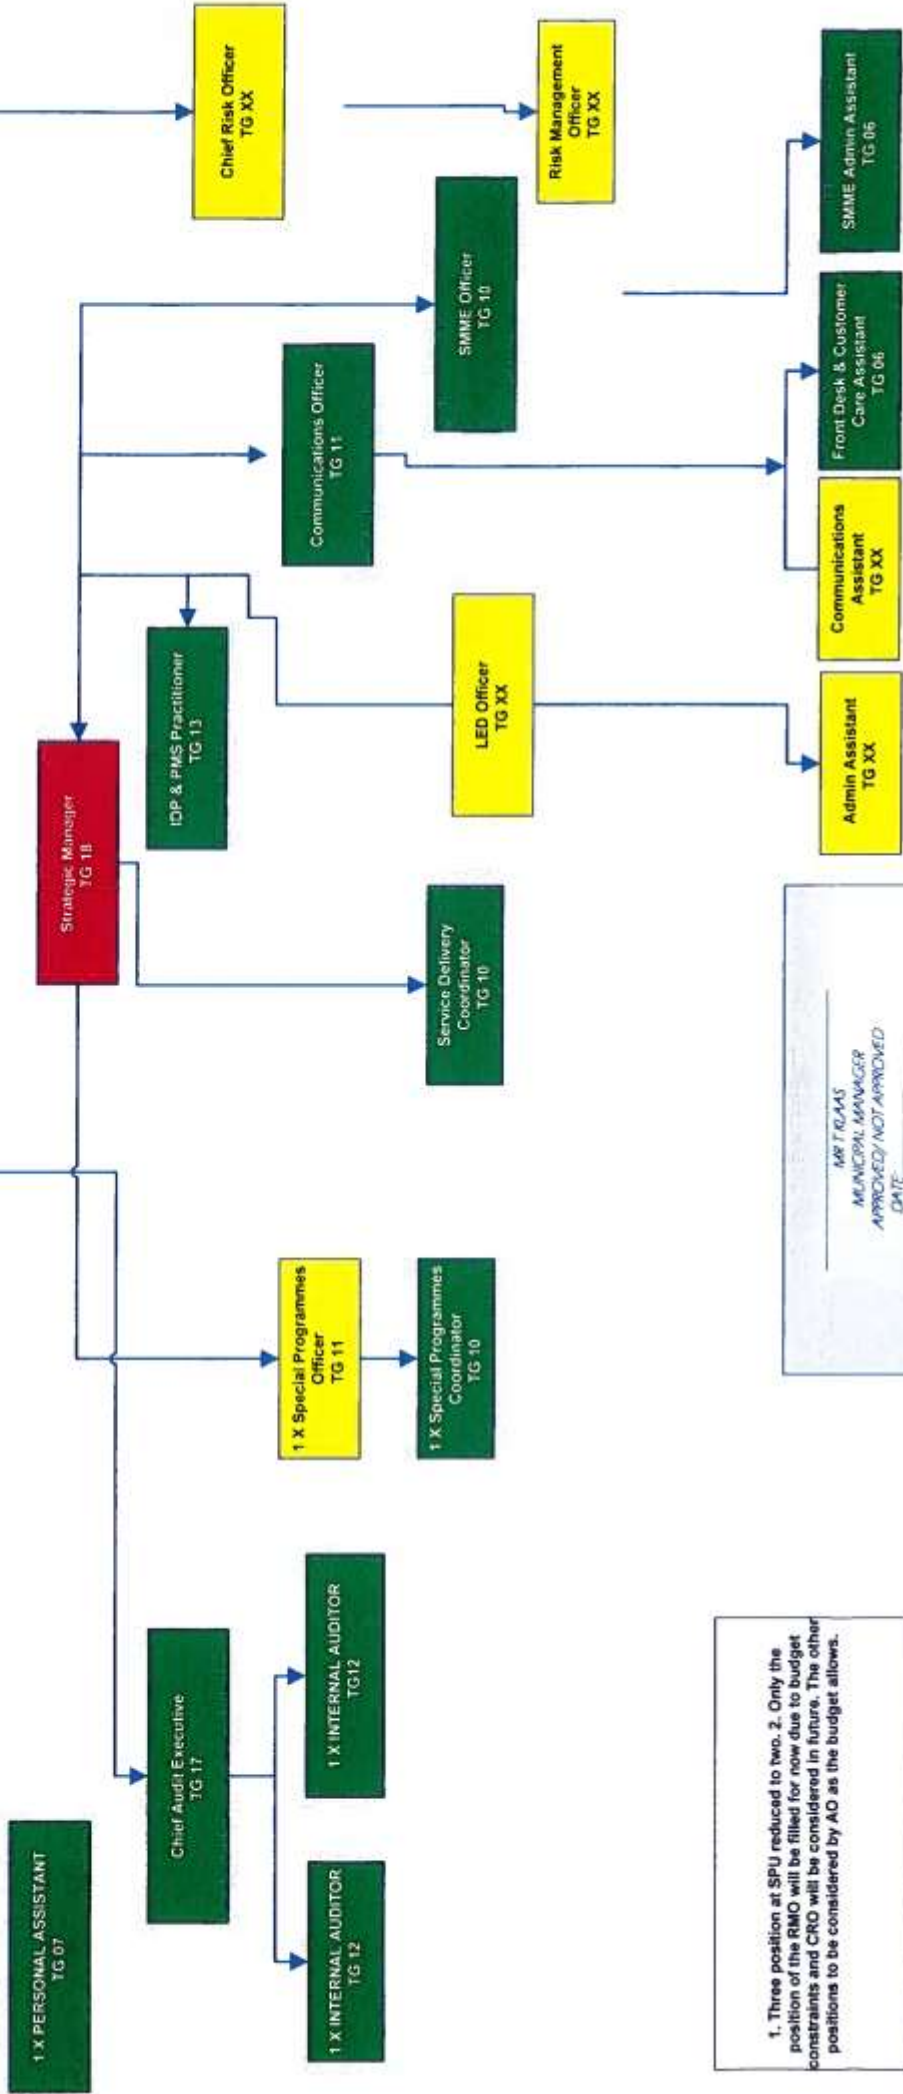 1 X PERSONAL ASSISTANT
TG 07
Strategic Manager
TG 18
Chief Audit Executive
TG 17
IDP & PMS Practitioner
TG 13
Chief Risk Officer
TG XX
1 X INTERNAL AUDITOR
TG 12
1 X INTERNAL AUDITOR
TG12
1 X Special Programmes
Officer
TG 11
Communications Officer
TG 11
1 X Special Programmes
Coordinator
TG 10
Service Delivery
Coordinator
TG 10
LED Officer
TG XX
SMME Officer
TG 10
Risk Management
Officer
TG XX
Admin Assistant
TG XX
Communications
Assistant
TG XX
Front Desk & Customer
Care Assistant
TG 06
SMME Admin Assistant
TG 06
1. Three position at SPU reduced to two. 2. Only the
position of the RMO will be filled for now due to budget
constraints and CRO will be considered in future. The other
positions to be considered by AO as the budget allows.
MR T KLAAS
MUNICIPAL MANAGER
APPROVED/ NOT APPROVED
DATE